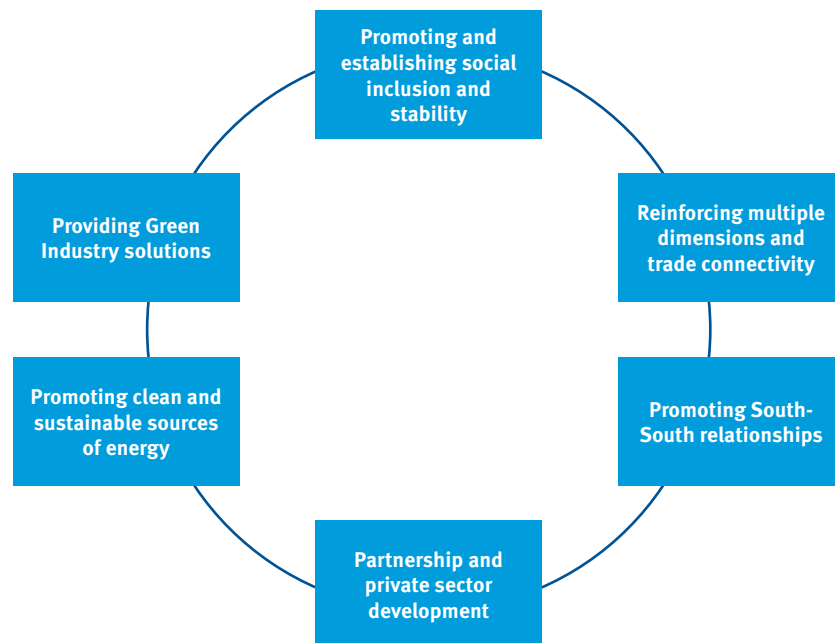 Promoting and
establishing social
inclusion and
stability
Providing Green
Industry solutions
Reinforcing multiple
dimensions and
trade connectivity
Promoting clean and
sustainable sources
of energy
Promoting South-
South relationships
Partnership and
private sector
development